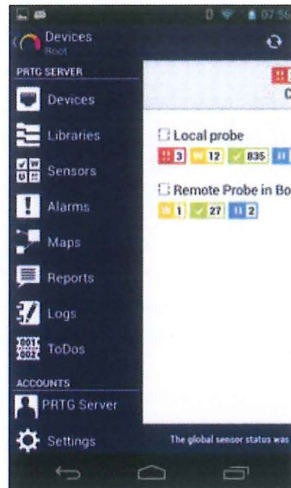 07:56
Devices
Root
PRTG SERVER
Devices
Libraries
Sensors
Alarms
Maps
Reports
Logs
ToDos
ACCOUNTS
PRTG Server
Settings
Local probe
!! 3 W 12 835
Remote Probe in Bo
W 1 27 II 2
The global sensor status was